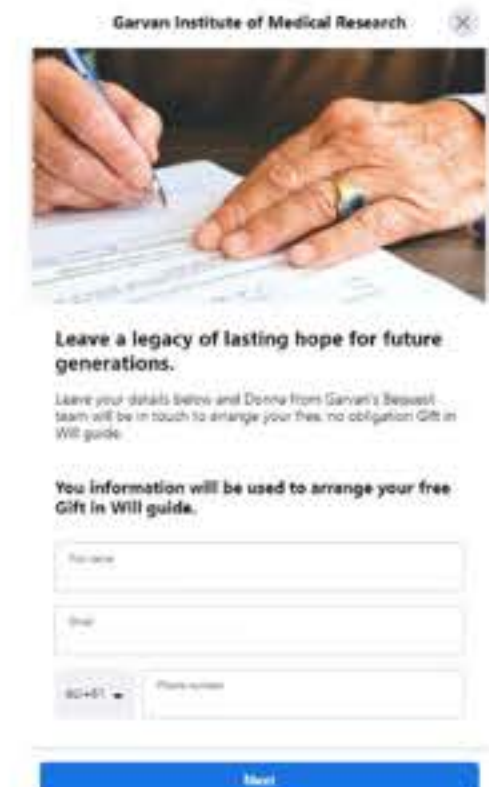 Garvan Institute of Medical Research
Leave a legacy of lasting hope for future
generations.
Leave your details below and Donna from Garvan's Bequest
team will be in touch to arrange your free, no obligation Gift in
Will guide.
You information will be used to arrange your free
Gift in Will guide.
Full name
Email
AU+61
Phone number
Next